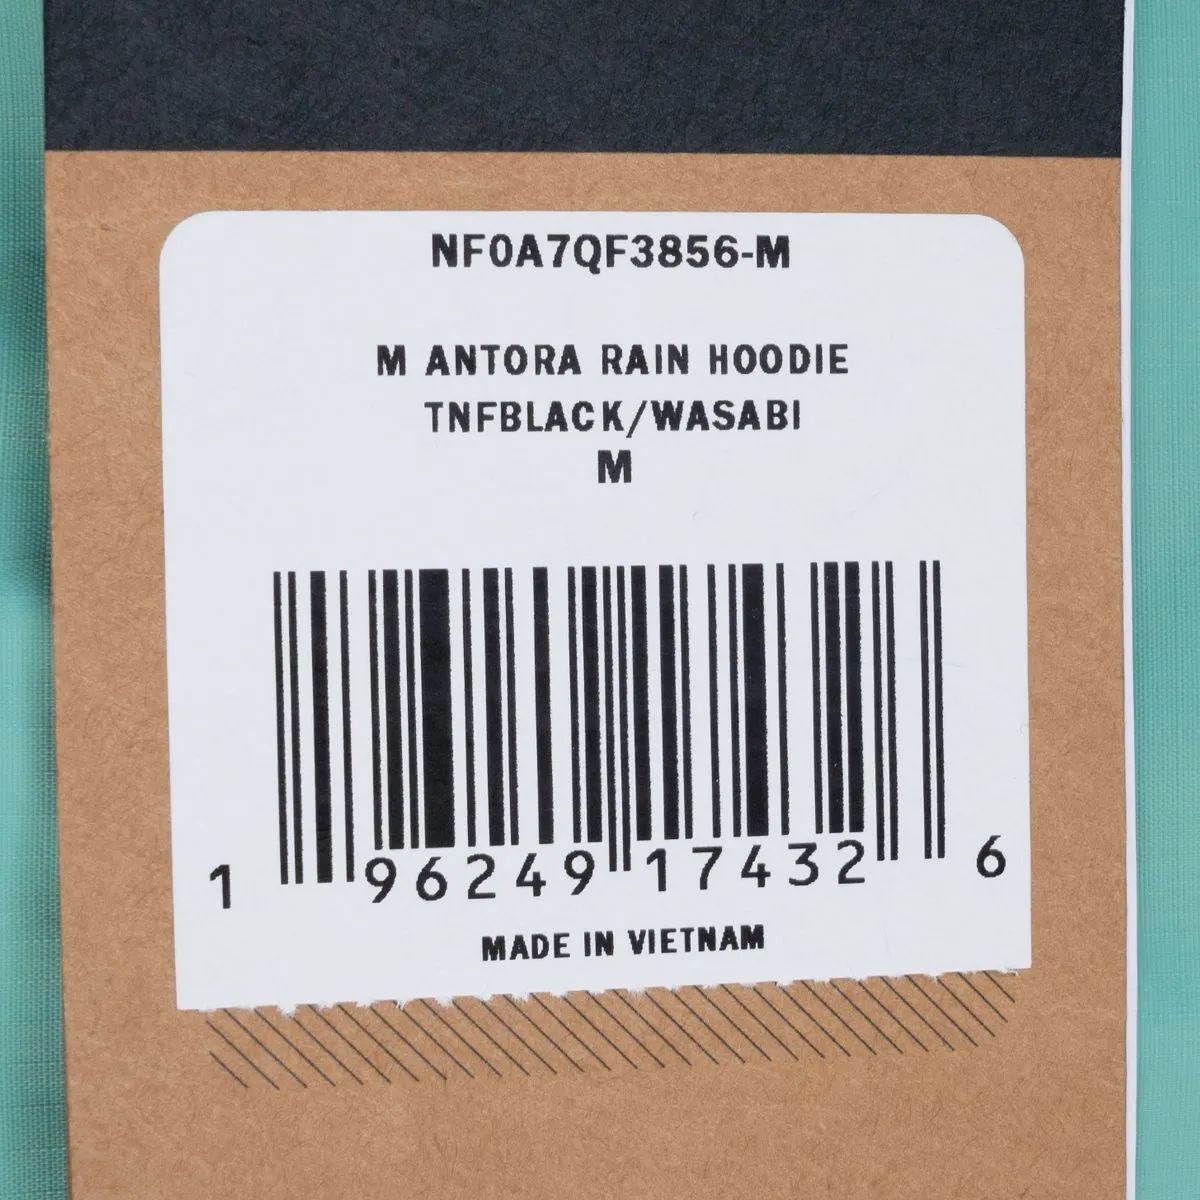 NF0A7QF3856-M
M ANTORA RAIN HOODIE
TNFBLACK/WASABI
M
1 96249 17432 6
MADE IN VIETNAM